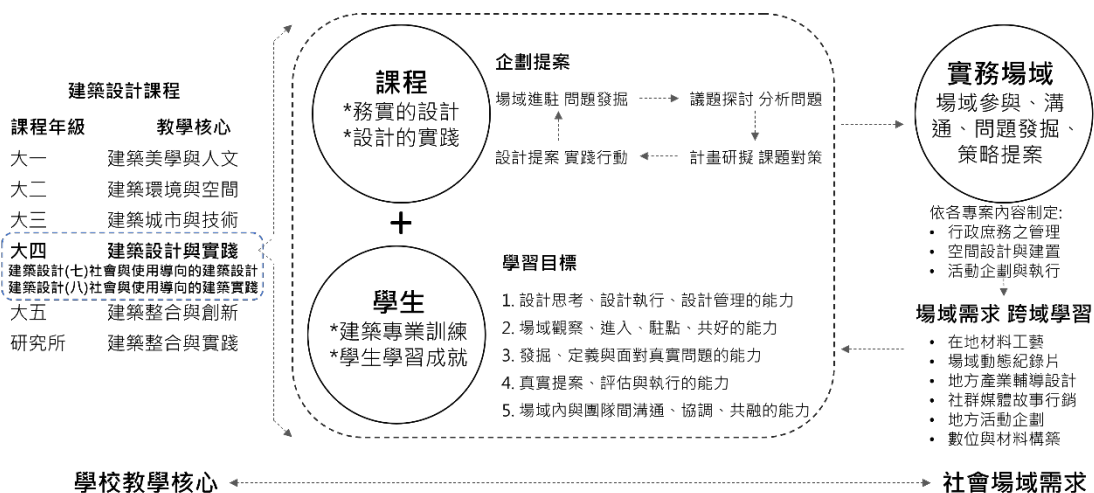 建築設計課程
課程年級 教學核心
大一 建築美學與人文
大二 建築環境與空間
大三 建築城市與技術
大四 建築設計與實踐
建築設計(七)社會與使用導向的建築設計
建築設計(八)社會與使用導向的建築實踐
大五 建築整合與創新
研究所 建築整合與實踐
課程
*務實的設計
*設計的實踐
+
學生
*建築專業訓練
*學生學習成就
企劃提案
場域進駐 問題發掘 議題探討 分析問題
設計提案 實踐行動 計畫研擬 課題對策
學習目標
1. 設計思考、設計執行、設計管理的能力
2. 場域觀察、進入、駐點、共好的能力
3. 發掘、定義與面對真實問題的能力
4. 真實提案、評估與執行的能力
5. 場域內與團隊間溝通、協調、共融的能力
實務場域
場域參與、溝
通、問題發掘、
策略提案
依各專案內容制定:
• 行政庶務之管理
• 空間設計與建置
• 活動企劃與執行
場域需求 跨域學習
• 在地材料工藝
• 場域動態紀錄片
• 地方產業輔導設計
• 社群媒體故事行銷
• 地方活動企劃
• 數位與材料構築
學校教學核心 社會場域需求